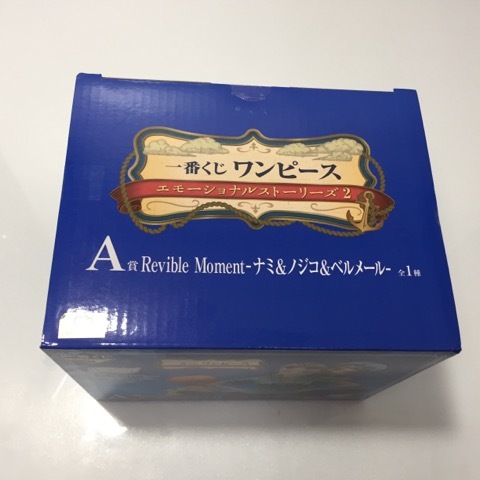 一番くじ ワンピース
エモーショナルストーリーズ2
A賞 Revible Moment-ナミ&ノジコ&ベルメール- 全1種